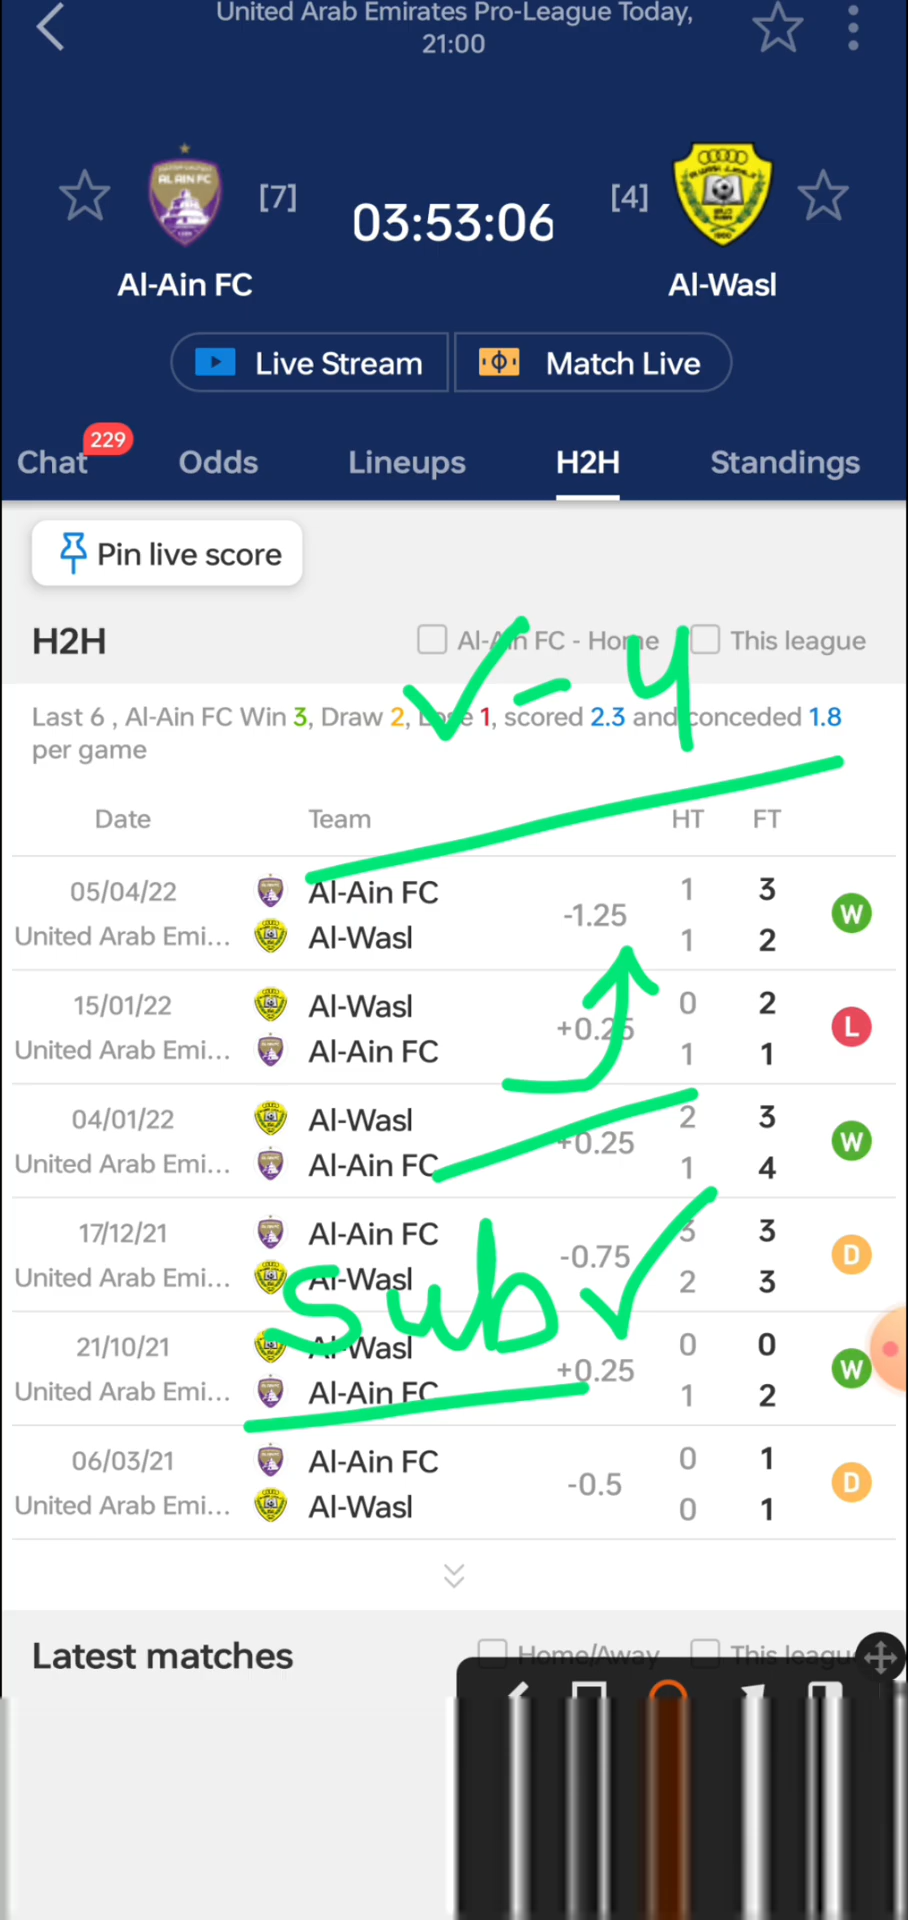 United Arab Emirates Pro-League Today,
21:00
[7] 03:53:06 [4]
Al-Ain FC Al-Wasl
Live Stream Match Live
Chat 229 Odds Lineups H2H Standings
Pin live score
H2H Al-Ain FC - Home This league
✓ - 4
Last 6 , Al-Ain FC Win 3, Draw 2, Lose 1, scored 2.3 and conceded 1.8
per game
Date Team HT FT
05/04/22 Al-Ain FC 1 3
-1.25 W
United Arab Emi... Al-Wasl 1 2
15/01/22 Al-Wasl 0 2
+0.25 L
United Arab Emi... Al-Ain FC 1 1
04/01/22 Al-Wasl 2 3
+0.25 W
United Arab Emi... Al-Ain FC 1 4
17/12/21 Al-Ain FC 3 3
-0.75 D
United Arab Emi... Al-Wasl 2 3
sub ✓
21/10/21 Al-Wasl 0 0
+0.25 W
United Arab Emi... Al-Ain FC 1 2
06/03/21 Al-Ain FC 0 1
-0.5 D
United Arab Emi... Al-Wasl 0 1
Latest matches Home/Away This leagu